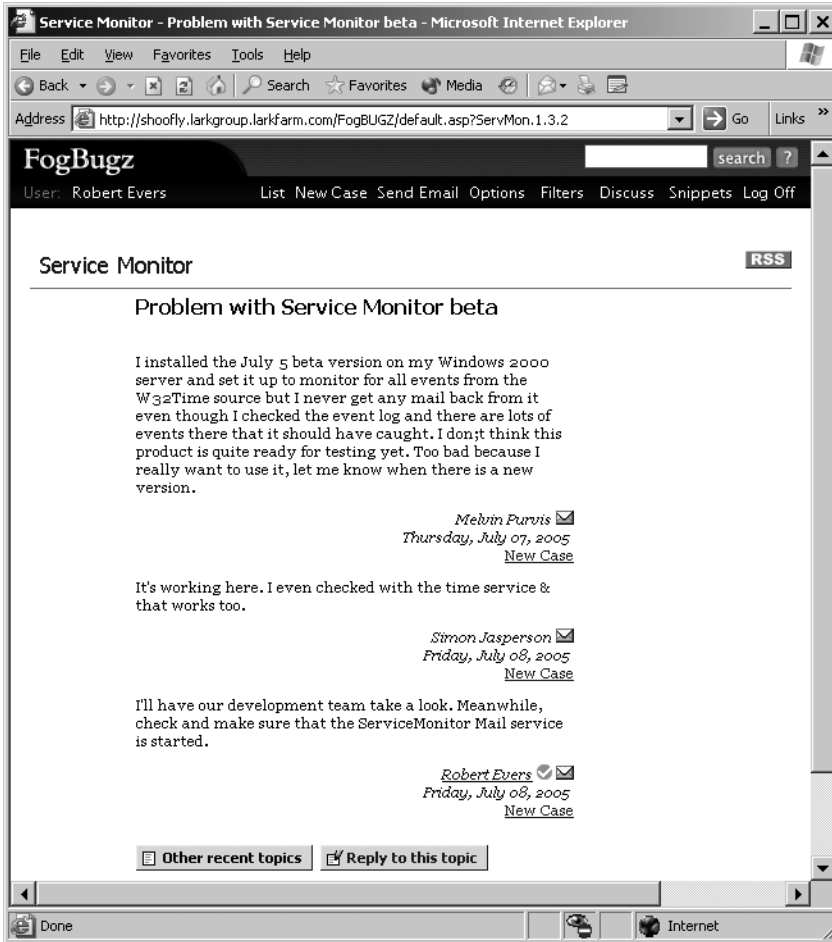 Service Monitor - Problem with Service Monitor beta - Microsoft Internet Explorer
File Edit View Favorites Tools Help
Back Search Favorites Media
Address http://shoofly.larkgroup.larkfarm.com/FogBUGZ/default.asp?ServMon.1.3.2 Go Links »
FogBugz search ?
User: Robert Evers List New Case Send Email Options Filters Discuss Snippets Log Off
Service Monitor RSS
Problem with Service Monitor beta
I installed the July 5 beta version on my Windows 2000
server and set it up to monitor for all events from the
W32Time source but I never get any mail back from it
even though I checked the event log and there are lots of
events there that it should have caught. I don;t think this
product is quite ready for testing yet. Too bad because I
really want to use it, let me know when there is a new
version.
Melvin Purvis
Thursday, July 07, 2005
New Case
It's working here. I even checked with the time service &
that works too.
Simon Jasperson
Friday, July 08, 2005
New Case
I'll have our development team take a look. Meanwhile,
check and make sure that the ServiceMonitor Mail service
is started.
Robert Evers
Friday, July 08, 2005
New Case
Other recent topics Reply to this topic
Done Internet